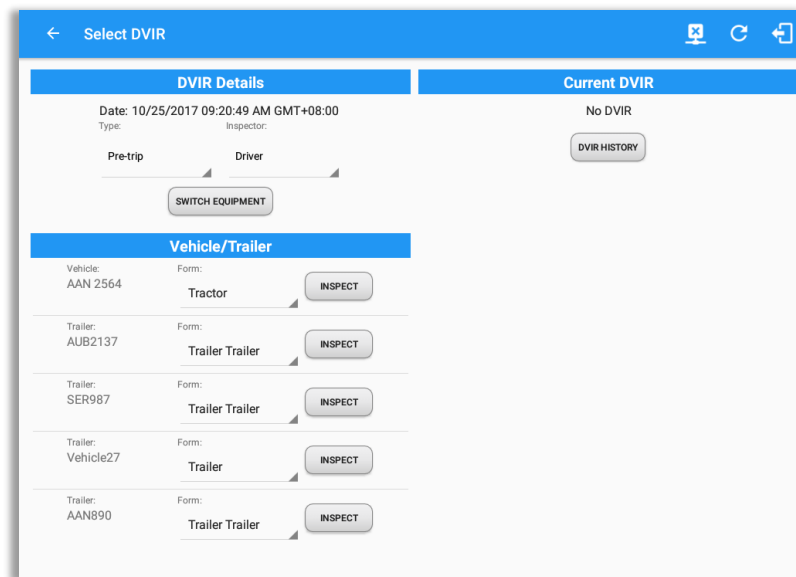 Select DVIR
DVIR Details
Date: 10/25/2017 09:20:49 AM GMT+08:00
Type: Inspector:
Pre-trip Driver
SWITCH EQUIPMENT
Vehicle/Trailer
Vehicle: Form:
AAN 2564 Tractor INSPECT
Trailer: Form:
AUB2137 Trailer Trailer INSPECT
Trailer: Form:
SER987 Trailer Trailer INSPECT
Trailer: Form:
Vehicle27 Trailer INSPECT
Trailer: Form:
AAN890 Trailer Trailer INSPECT
Current DVIR
No DVIR
DVIR HISTORY